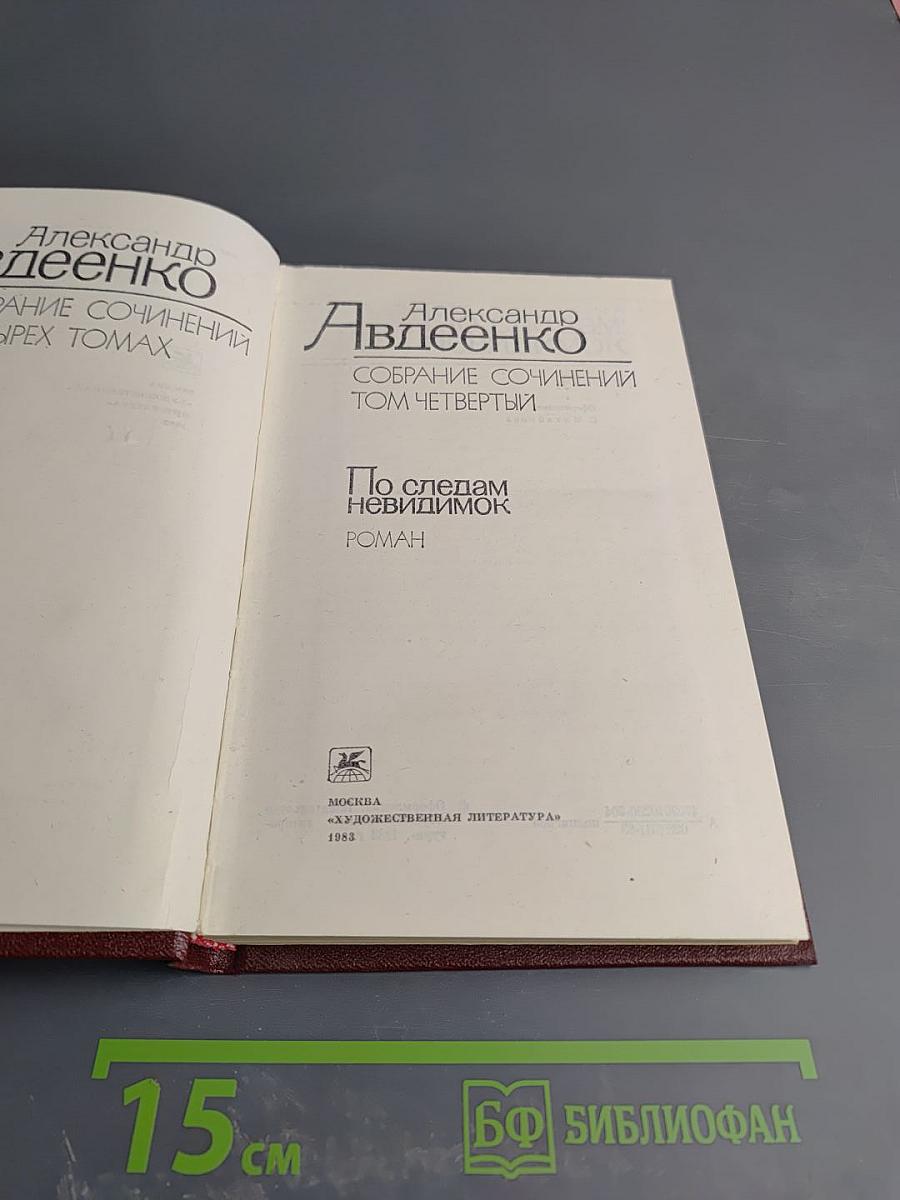 Александр
вдеенко
РАНИЕ СОЧИНЕНИЙ
ЫРЕХ ТОМАХ
Александр
Авдеенко
СОБРАНИЕ СОЧИНЕНИЙ
ТОМ ЧЕТВЕРТЫЙ
По следам
невидимок
РОМАН
МОСКВА
«ХУДОЖЕСТВЕННАЯ ЛИТЕРАТУРА»
1983
15 см
БФ БИБЛИОФАН